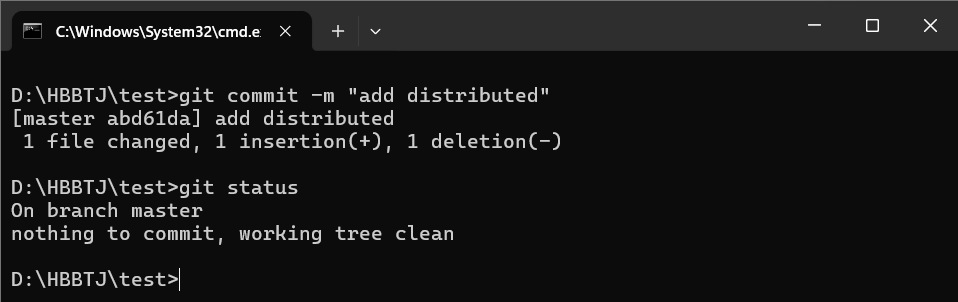 C:\Windows\System32\cmd.e
D:\HBBTJ\test>git commit -m "add distributed"
[master abd61da] add distributed
 1 file changed, 1 insertion(+), 1 deletion(-)
D:\HBBTJ\test>git status
On branch master
nothing to commit, working tree clean
D:\HBBTJ\test>